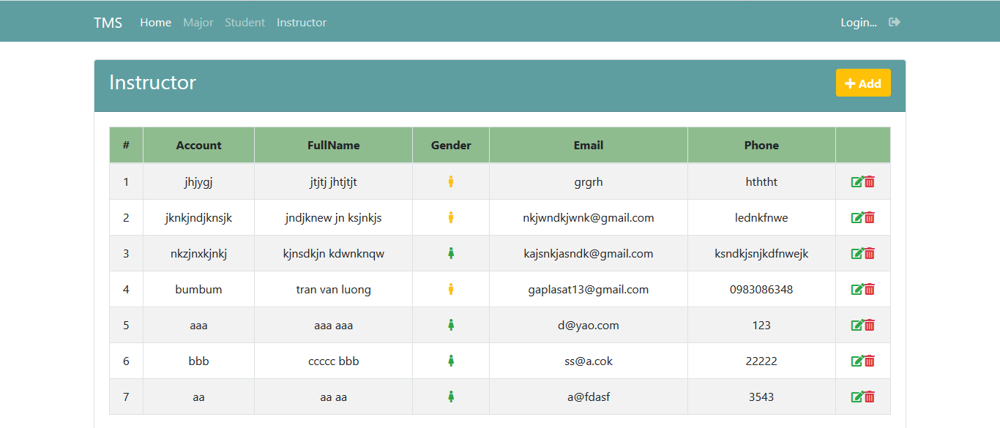 TMS Home Major Student Instructor Login...
Instructor
Add
# Account FullName Gender Email Phone
1 jhjygj jtjtj jhtjtjt grgrh hththt
2 jknkjndjknsjk jndjknew jn ksjnkjs nkjwndkjwnk@gmail.com lednkfnwe
3 nkzjnxkjnkj kjnsdkjn kdwnknqw kajsnkjasndk@gmail.com ksndkjsnjkdfnwejk
4 bumbum tran van luong gaplasat13@gmail.com 0983086348
5 aaa aaa aaa d@yao.com 123
6 bbb ccccc bbb ss@a.cok 22222
7 aa aa aa a@fdasf 3543